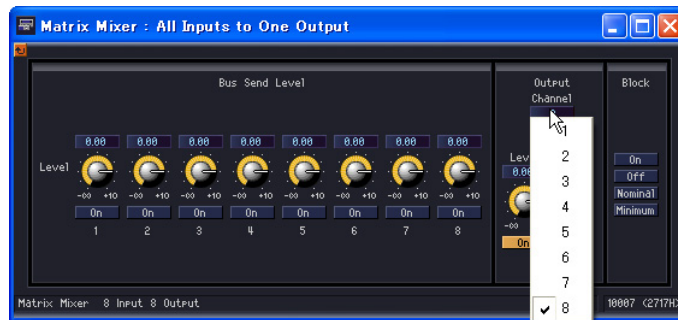 Matrix Mixer : All Inputs to One Output
Bus Send Level
Output
Channel
Block
0.00 0.00 0.00 0.00 0.00 0.00 0.00 0.00
Level
-∞ +10 -∞ +10 -∞ +10 -∞ +10 -∞ +10 -∞ +10 -∞ +10 -∞ +10
On On On On On On On On
1 2 3 4 5 6 7 8
-∞
On
1
2
3
4
5
6
7
✓ 8
On
Off
Nominal
Minimum
Matrix Mixer 8 Input 8 Output
10007 (2717H)